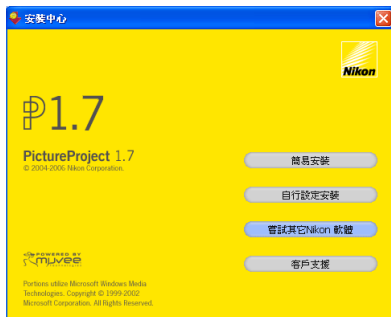 安裝中心
Nikon
P1.7
PictureProject 1.7
© 2004-2006 Nikon Corporation.
簡易安裝
自行設定安裝
嘗試其它Nikon 軟體
客戶支援
POWERED BY
muvee
Portions utilize Microsoft Windows Media
Technologies. Copyright © 1999-2002
Microsoft Corporation. All Rights Reserved.